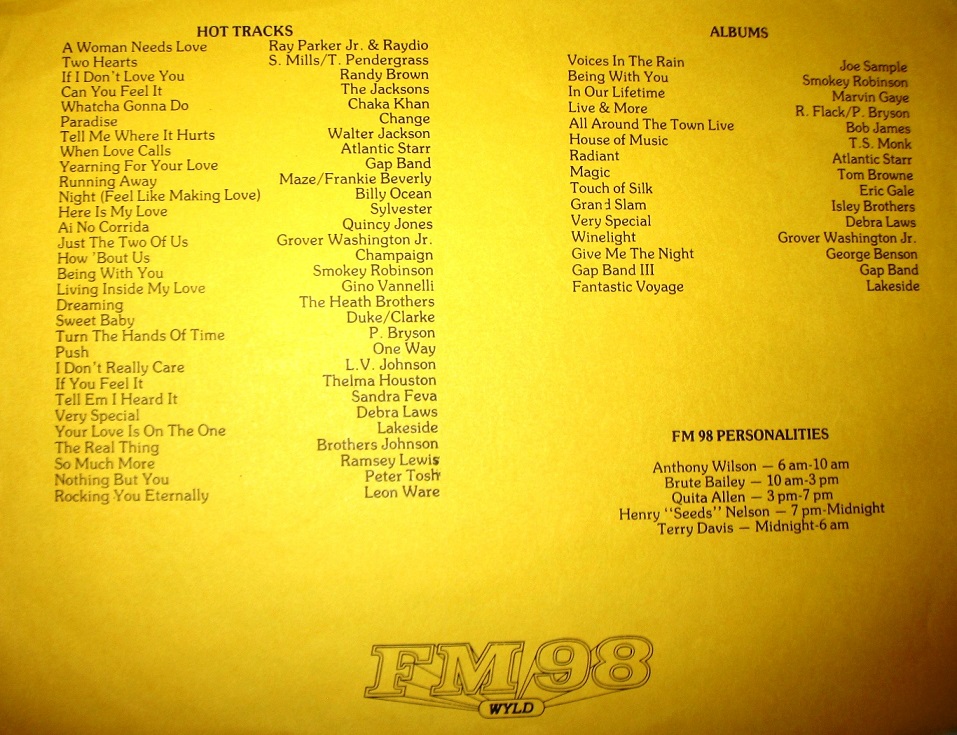 HOT TRACKS
A Woman Needs Love Ray Parker Jr. & Raydio
Two Hearts S. Mills/T. Pendergrass
If I Don't Love You Randy Brown
Can You Feel It The Jacksons
Whatcha Gonna Do Chaka Khan
Paradise Change
Tell Me Where It Hurts Walter Jackson
When Love Calls Atlantic Starr
Yearning For Your Love Gap Band
Running Away Maze/Frankie Beverly
Night (Feel Like Making Love) Billy Ocean
Here Is My Love Sylvester
Ai No Corrida Quincy Jones
Just The Two Of Us Grover Washington Jr.
How 'Bout Us Champaign
Being With You Smokey Robinson
Living Inside My Love Gino Vannelli
Dreaming The Heath Brothers
Sweet Baby Duke/Clarke
Turn The Hands Of Time P. Bryson
Push One Way
I Don't Really Care L.V. Johnson
If You Feel It Thelma Houston
Tell Em I Heard It Sandra Feva
Very Special Debra Laws
Your Love Is On The One Lakeside
The Real Thing Brothers Johnson
So Much More Ramsey Lewis
Nothing But You Peter Tosh
Rocking You Eternally Leon Ware
ALBUMS
Voices In The Rain Joe Sample
Being With You Smokey Robinson
In Our Lifetime Marvin Gaye
Live & More R. Flack/P. Bryson
All Around The Town Live Bob James
House of Music T.S. Monk
Radiant Atlantic Starr
Magic Tom Browne
Touch of Silk Eric Gale
Grand Slam Isley Brothers
Very Special Debra Laws
Winelight Grover Washington Jr.
Give Me The Night George Benson
Gap Band III Gap Band
Fantastic Voyage Lakeside
FM 98 PERSONALITIES
Anthony Wilson — 6 am-10 am
Brute Bailey — 10 am-3 pm
Quita Allen — 3 pm-7 pm
Henry "Seeds" Nelson — 7 pm-Midnight
Terry Davis — Midnight-6 am
FM 98
WYLD